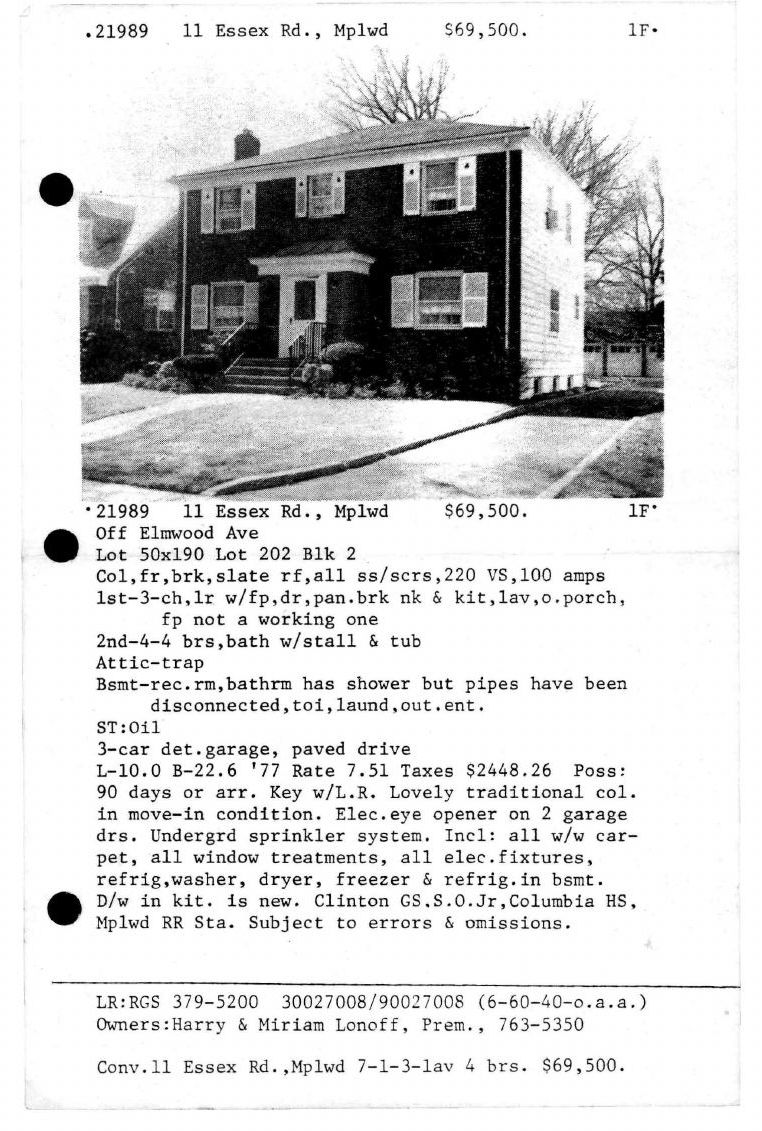 .21989 11 Essex Rd., Mplwd $69,500. 1F·
·21989 11 Essex Rd., Mplwd $69,500. 1F·
Off Elmwood Ave
Lot 50x190 Lot 202 Blk 2
Col,fr,brk,slate rf,all ss/scrs,220 VS,100 amps
1st-3-ch,lr w/fp,dr,pan.brk nk & kit,lav,o.porch,
fp not a working one
2nd-4-4 brs,bath w/stall & tub
Attic-trap
Bsmt-rec.rm,bathrm has shower but pipes have been
disconnected,toi,laund,out.ent.
ST:Oil
3-car det.garage, paved drive
L-10.0 B-22.6 '77 Rate 7.51 Taxes $2448.26 Poss:
90 days or arr. Key w/L.R. Lovely traditional col.
in move-in condition. Elec.eye opener on 2 garage
drs. Undergrd sprinkler system. Incl: all w/w car-
pet, all window treatments, all elec.fixtures,
refrig,washer, dryer, freezer & refrig.in bsmt.
D/w in kit. is new. Clinton GS,S.O.Jr,Columbia HS,
Mplwd RR Sta. Subject to errors & omissions.
LR:RGS 379-5200 30027008/90027008 (6-60-40-o.a.a.)
Owners:Harry & Miriam Lonoff, Prem., 763-5350
Conv.11 Essex Rd.,Mplwd 7-1-3-lav 4 brs. $69,500.